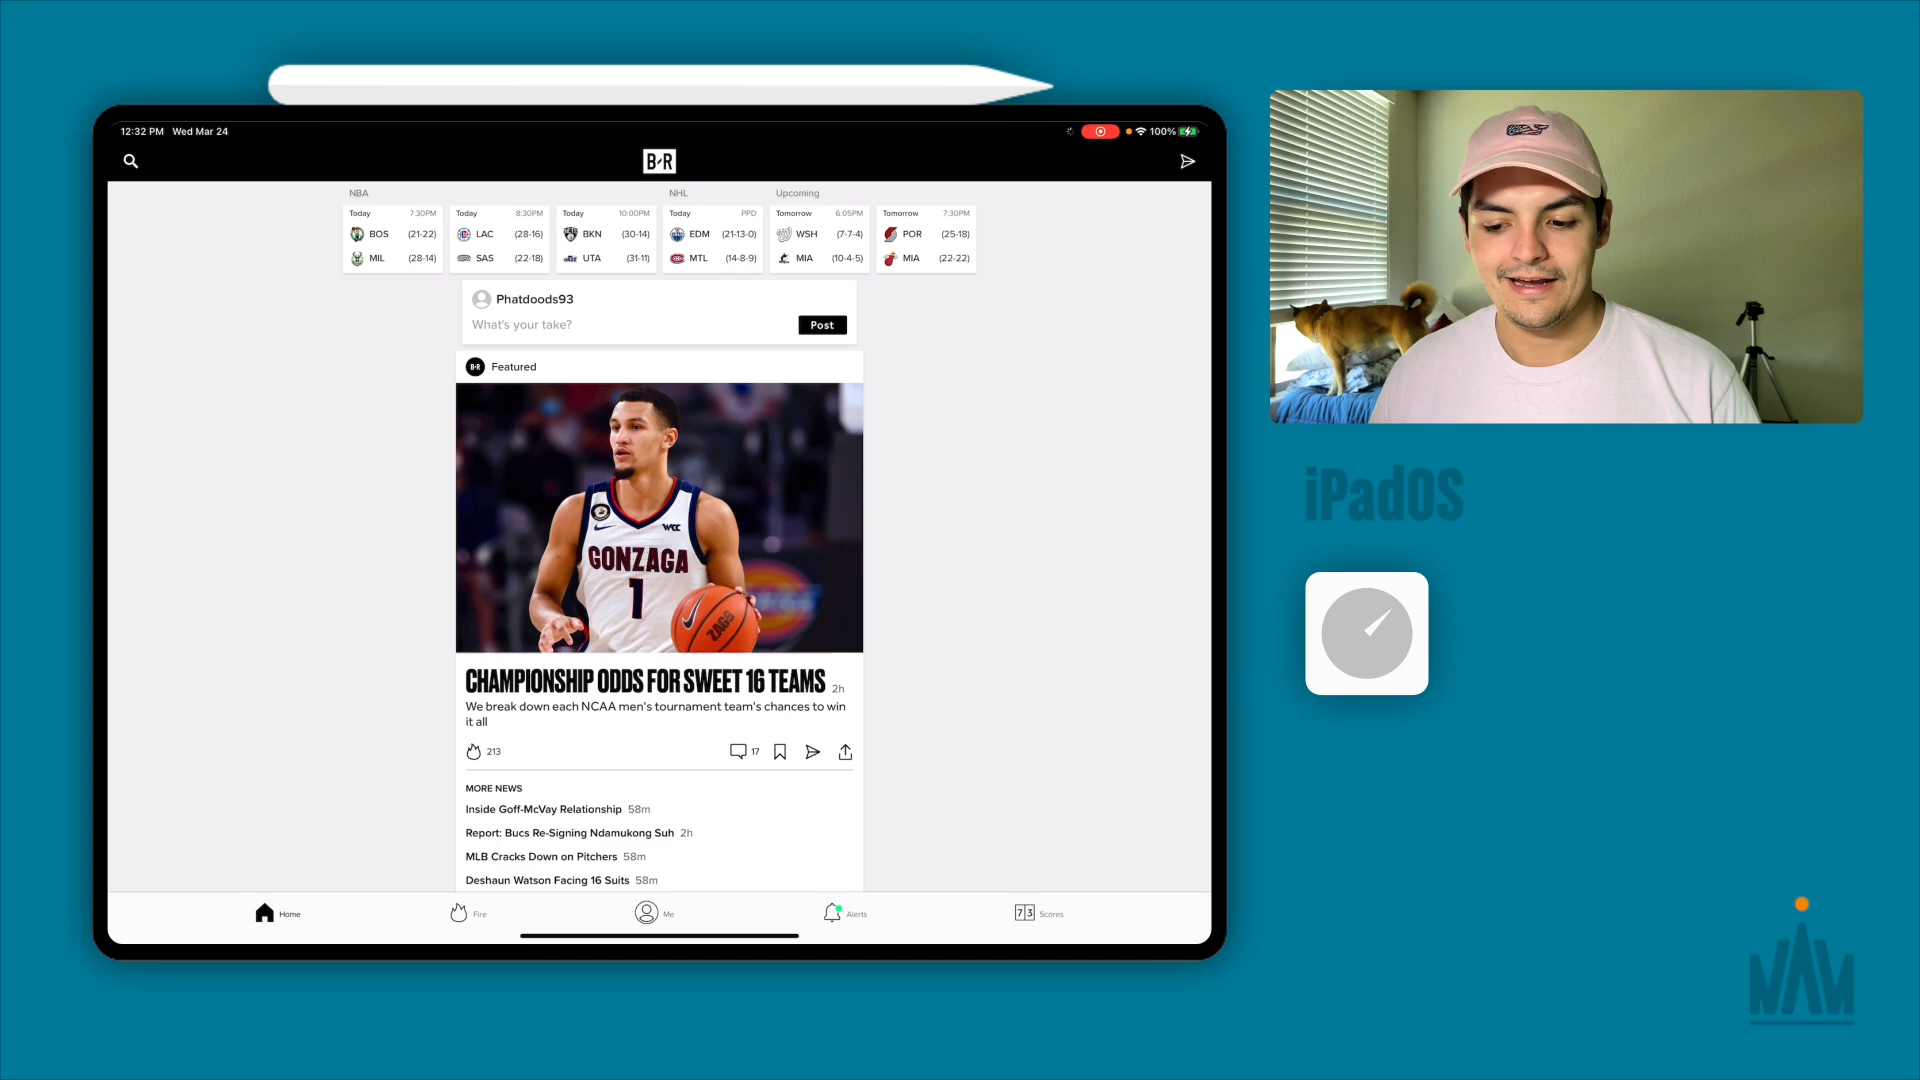 12:32 PM Wed Mar 24
100%
B/R
NBA
NHL
Upcoming
Today 7:30PM
BOS (21-22)
MIL (28-14)
Today 8:30PM
LAC (28-16)
SAS (22-18)
Today 10:00PM
BKN (30-14)
UTA (31-11)
Today PPD
EDM (21-13-0)
MTL (14-8-9)
Tomorrow 6:05PM
WSH (7-7-4)
MIA (10-4-5)
Tomorrow 7:30PM
POR (25-18)
MIA (22-22)
Phatdoods93
What's your take?
Post
B/R Featured
WCC
GONZAGA
1
ZAGS
CHAMPIONSHIP ODDS FOR SWEET 16 TEAMS 2h
We break down each NCAA men's tournament team's chances to win
it all
213
17
MORE NEWS
Inside Goff-McVay Relationship 58m
Report: Bucs Re-Signing Ndamukong Suh 2h
MLB Cracks Down on Pitchers 58m
Deshaun Watson Facing 16 Suits 58m
Home
Fire
Me
Alerts
73 Scores
iPadOS